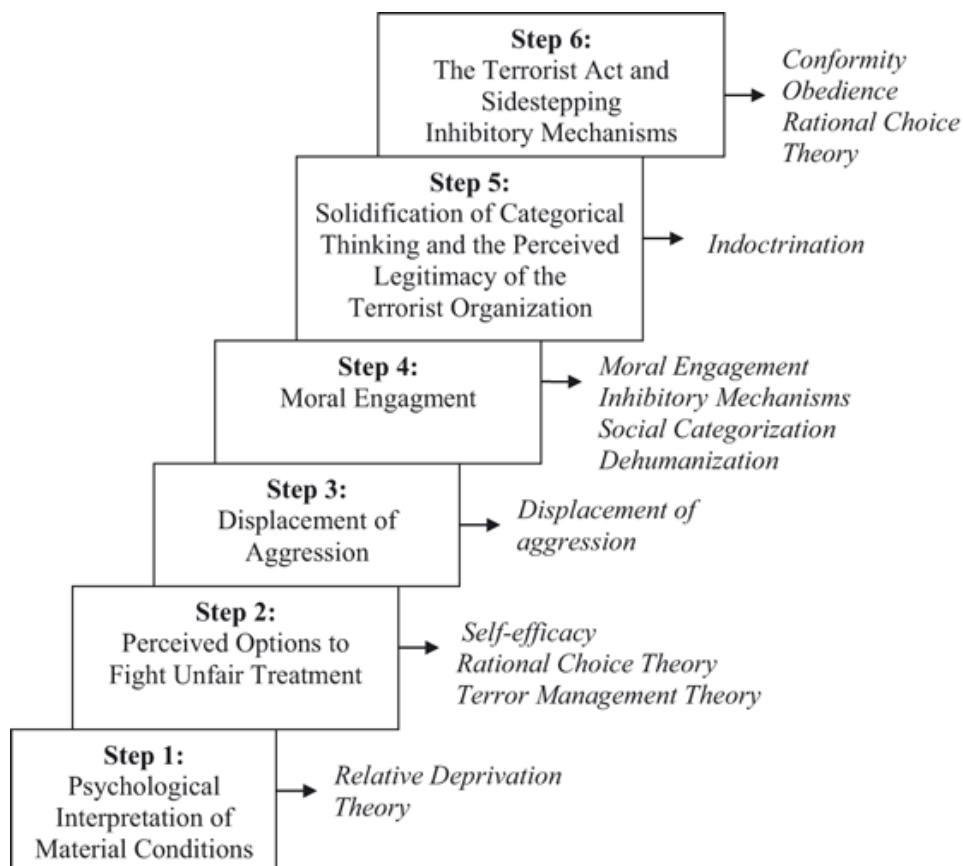 Step 6:
The Terrorist Act and
Sidestepping
Inhibitory Mechanisms
Conformity
Obedience
Rational Choice
Theory
Step 5:
Solidification of Categorical
Thinking and the Perceived
Legitimacy of the
Terrorist Organization
Indoctrination
Step 4:
Moral Engagment
Moral Engagement
Inhibitory Mechanisms
Social Categorization
Dehumanization
Step 3:
Displacement of
Aggression
Displacement of
aggression
Step 2:
Perceived Options to
Fight Unfair Treatment
Self-efficacy
Rational Choice Theory
Terror Management Theory
Step 1:
Psychological
Interpretation of
Material Conditions
Relative Deprivation
Theory